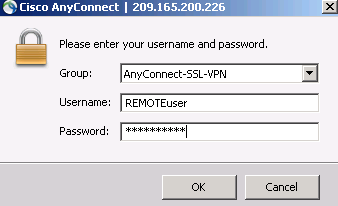 Cisco AnyConnect | 209.165.200.226
Please enter your username and password.
Group: AnyConnect-SSL-VPN
Username: REMOTEuser
Password: **********
OK Cancel